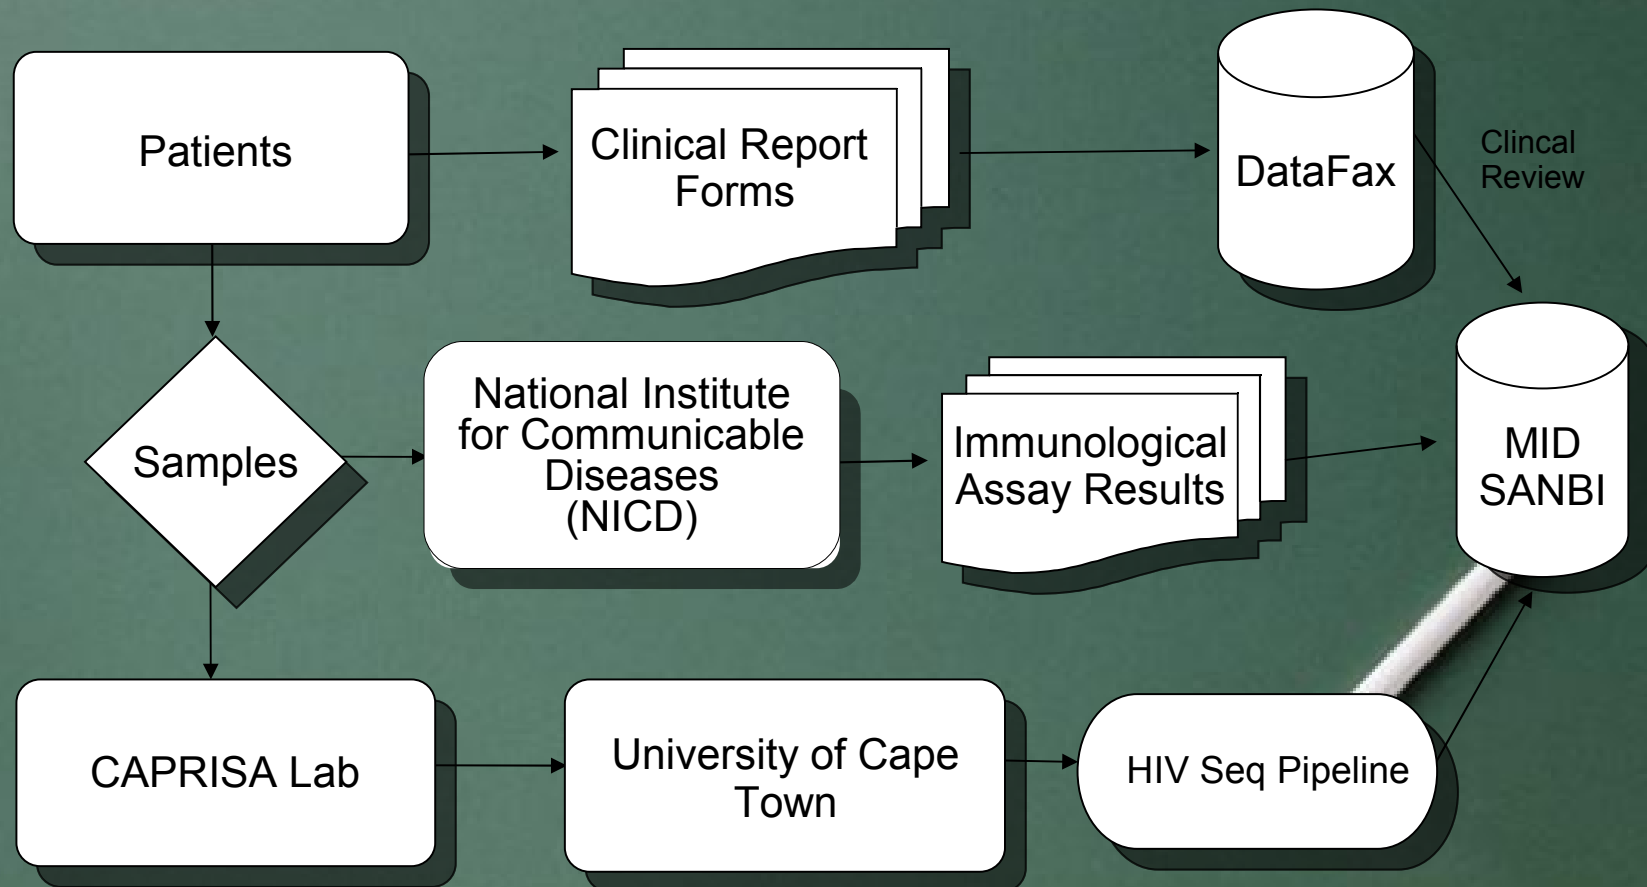 Patients
Clinical Report
Forms
DataFax
Clincal
Review
Samples
National Institute
for Communicable
Diseases
(NICD)
Immunological
Assay Results
MID
SANBI
CAPRISA Lab
University of Cape
Town
HIV Seq Pipeline